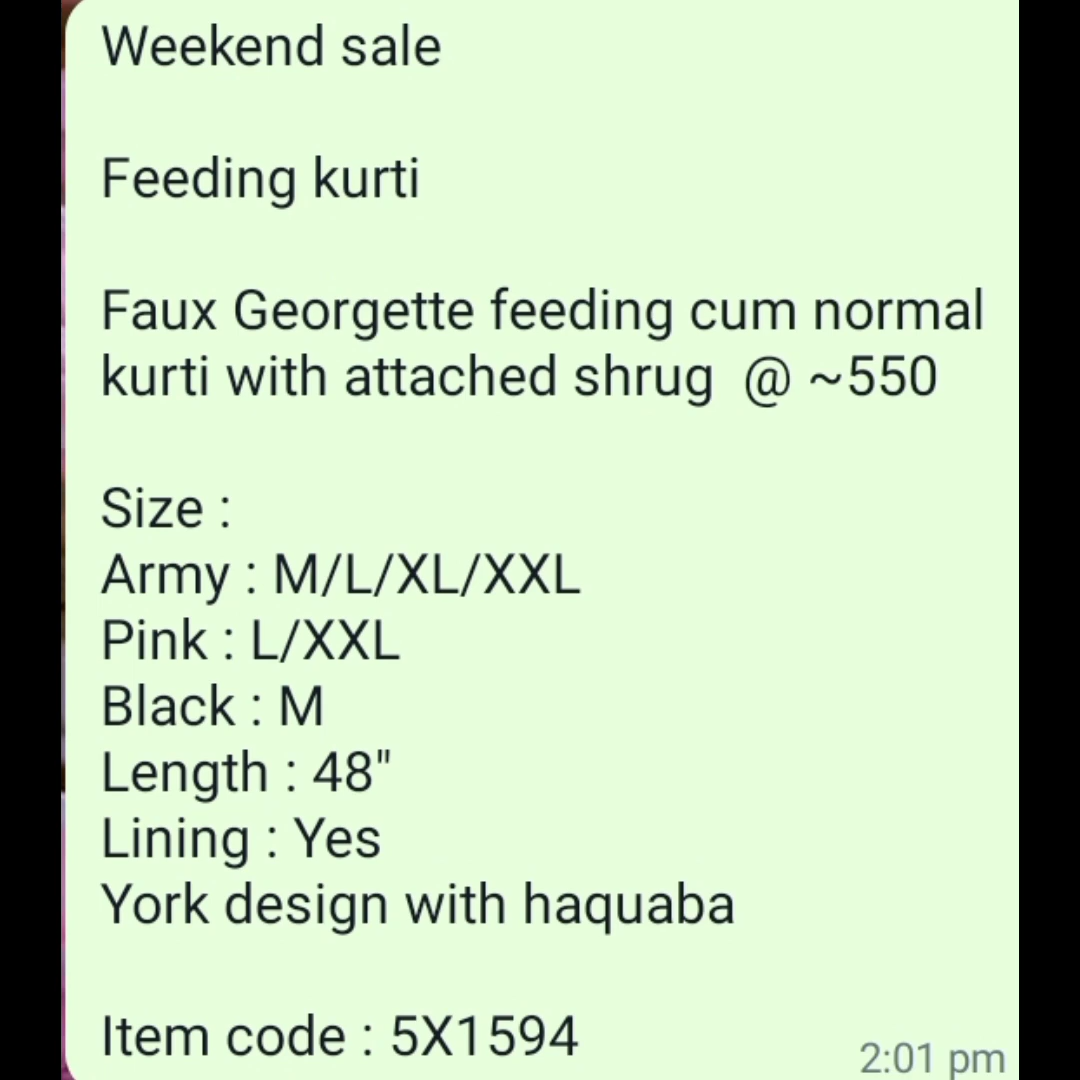 Weekend sale
Feeding kurti
Faux Georgette feeding cum normal
kurti with attached shrug  @ ~550
Size :
Army : M/L/XL/XXL
Pink : L/XXL
Black : M
Length : 48"
Lining : Yes
York design with haquaba
Item code : 5X1594
2:01 pm